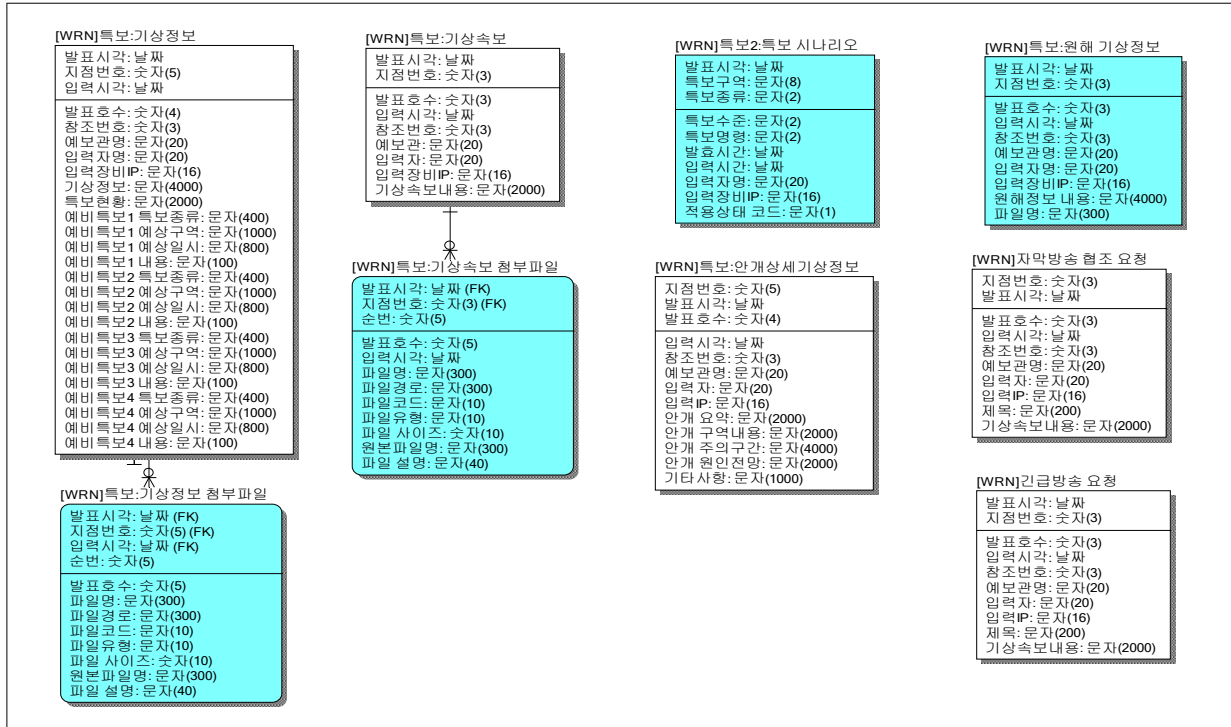 [WRN]특보:기상정보
발표시각: 날짜
지점번호: 숫자(5)
입력시각: 날짜
발표호수: 숫자(4)
참조번호: 숫자(3)
예보관명: 문자(20)
입력자명: 문자(20)
입력장비IP: 문자(16)
기상정보: 문자(4000)
특보현황: 문자(2000)
예비특보1 특보종류: 문자(400)
예비특보1 예상구역: 문자(1000)
예비특보1 예상일시: 문자(800)
예비특보1 내용: 문자(100)
예비특보2 특보종류: 문자(400)
예비특보2 예상구역: 문자(1000)
예비특보2 예상일시: 문자(800)
예비특보2 내용: 문자(100)
예비특보3 특보종류: 문자(400)
예비특보3 예상구역: 문자(1000)
예비특보3 예상일시: 문자(800)
예비특보3 내용: 문자(100)
예비특보4 특보종류: 문자(400)
예비특보4 예상구역: 문자(1000)
예비특보4 예상일시: 문자(800)
예비특보4 내용: 문자(100)
[WRN]특보:기상정보 첨부파일
발표시각: 날짜 (FK)
지점번호: 숫자(5) (FK)
입력시각: 날짜 (FK)
순번: 숫자(5)
발표호수: 숫자(5)
파일명: 문자(300)
파일경로: 문자(300)
파일코드: 문자(10)
파일유형: 문자(10)
파일 사이즈: 숫자(10)
원본파일명: 문자(300)
파일 설명: 문자(40)
[WRN]특보:기상속보
발표시각: 날짜
지점번호: 숫자(3)
발표호수: 숫자(3)
입력시각: 날짜
참조번호: 숫자(3)
예보관: 문자(20)
입력자: 문자(20)
입력장비IP: 문자(16)
기상속보내용: 문자(2000)
[WRN]특보:기상속보 첨부파일
발표시각: 날짜 (FK)
지점번호: 숫자(3) (FK)
순번: 숫자(5)
발표호수: 숫자(5)
입력시각: 날짜
파일명: 문자(300)
파일경로: 문자(300)
파일코드: 문자(10)
파일유형: 문자(10)
파일 사이즈: 숫자(10)
원본파일명: 문자(300)
파일 설명: 문자(40)
[WRN]특보2:특보 시나리오
발표시각: 날짜
특보구역: 문자(8)
특보종류: 문자(2)
특보수준: 문자(2)
특보명령: 문자(2)
발효시간: 날짜
입력시간: 날짜
입력자명: 문자(20)
입력장비IP: 문자(16)
적용상태 코드: 문자(1)
[WRN]특보:안개상세기상정보
지점번호: 숫자(5)
발표시각: 날짜
발표호수: 숫자(4)
입력시각: 날짜
참조번호: 숫자(3)
예보관명: 문자(20)
입력자: 문자(20)
입력IP: 문자(16)
안개 요약: 문자(2000)
안개 구역내용: 문자(2000)
안개 주의구간: 문자(4000)
안개 원인전망: 문자(2000)
기타사항: 문자(1000)
[WRN]특보:원해 기상정보
발표시각: 날짜
지점번호: 숫자(3)
발표호수: 숫자(3)
입력시각: 날짜
참조번호: 숫자(3)
예보관명: 문자(20)
입력자명: 문자(20)
입력장비IP: 문자(16)
원해정보 내용: 문자(4000)
파일명: 문자(300)
[WRN]자막방송 협조 요청
지점번호: 숫자(3)
발표시각: 날짜
발표호수: 숫자(3)
입력시각: 날짜
참조번호: 숫자(3)
예보관명: 문자(20)
입력자: 문자(20)
입력IP: 문자(16)
제목: 문자(200)
기상속보내용: 문자(2000)
[WRN]긴급방송 요청
발표시각: 날짜
지점번호: 숫자(3)
발표호수: 숫자(3)
입력시각: 날짜
참조번호: 숫자(3)
예보관명: 문자(20)
입력자: 문자(20)
입력IP: 문자(16)
제목: 문자(200)
기상속보내용: 문자(2000)